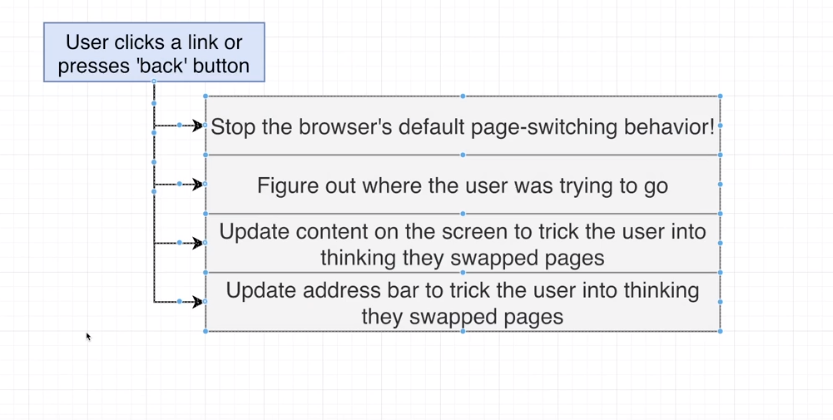 User clicks a link or
presses 'back' button
Stop the browser's default page-switching behavior!
Figure out where the user was trying to go
Update content on the screen to trick the user into
thinking they swapped pages
Update address bar to trick the user into thinking
they swapped pages